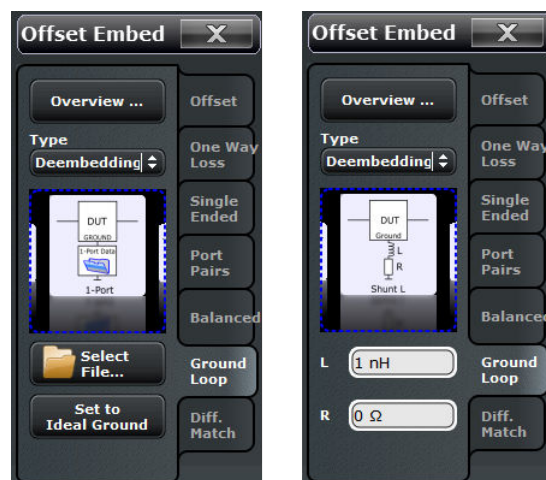 Offset Embed X
Overview ...
Type
Deembedding
DUT
GROUND
1-Port Data
1-Port
Select
File...
Set to
Ideal Ground
Offset
One Way
Loss
Single
Ended
Port
Pairs
Balanced
Ground
Loop
Diff.
Match
Offset Embed X
Overview ...
Type
Deembedding
DUT
Ground
L
R
Shunt L
L 1 nH
R 0 Ω
Offset
One Way
Loss
Single
Ended
Port
Pairs
Balanced
Ground
Loop
Diff.
Match